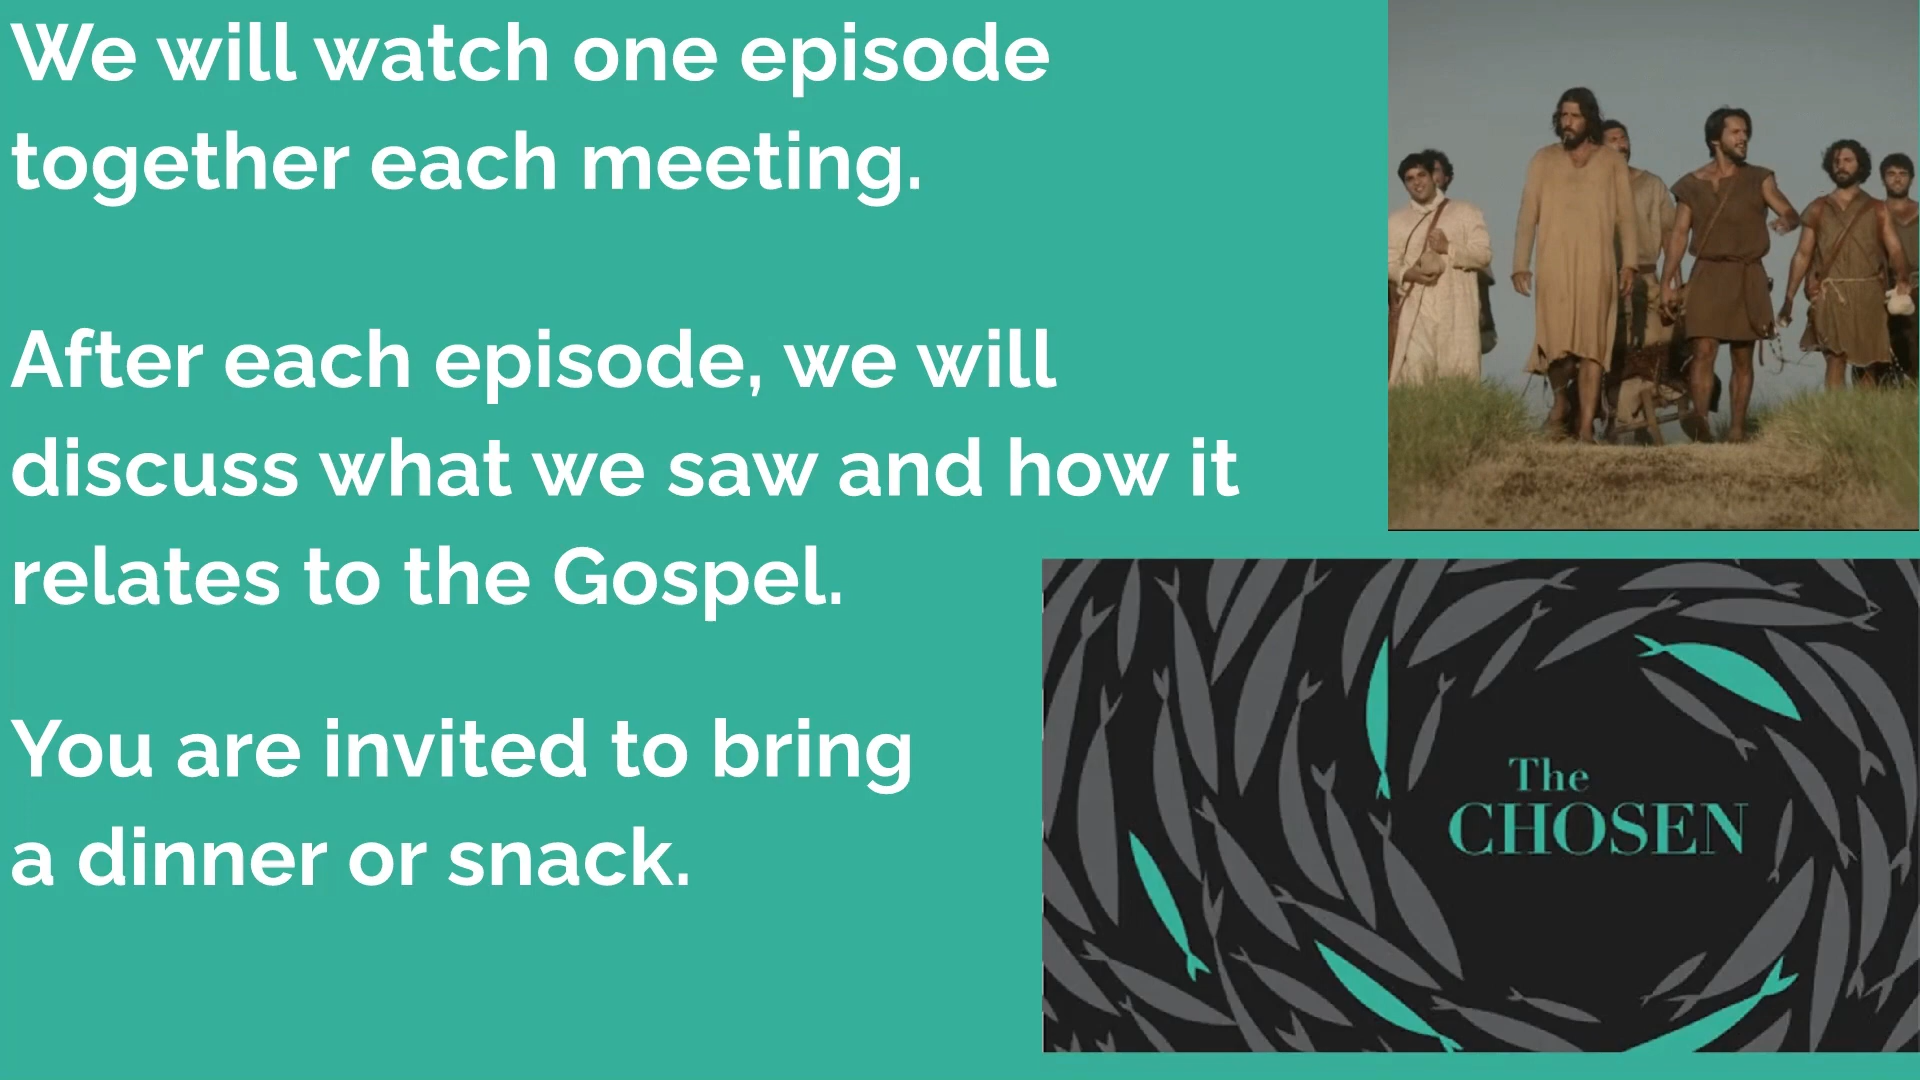 We will watch one episode
together each meeting.
After each episode, we will
discuss what we saw and how it
relates to the Gospel.
You are invited to bring
a dinner or snack.
The
CHOSEN